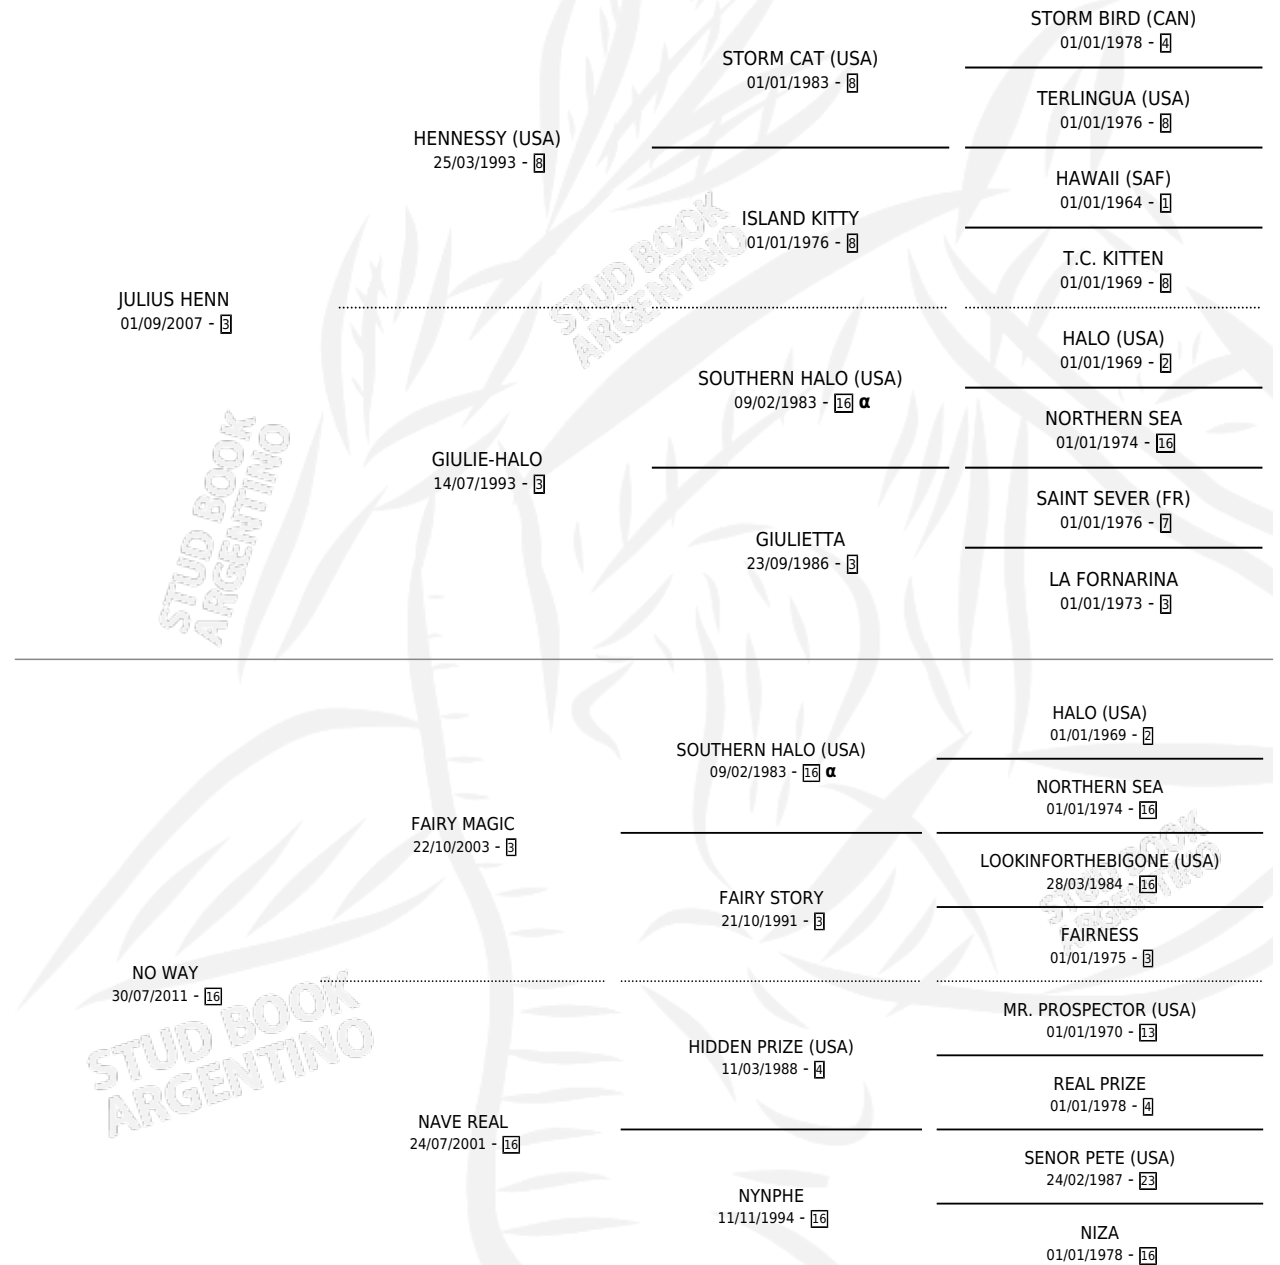 STORM BIRD (CAN)
01/01/1978 - 4
STORM CAT (USA)
01/01/1983 - 8
TERLINGUA (USA)
01/01/1976 - 8
HENNESSY (USA)
25/03/1993 - 8
HAWAII (SAF)
01/01/1964 - 1
ISLAND KITTY
01/01/1976 - 8
T.C. KITTEN
01/01/1969 - 8
JULIUS HENN
01/09/2007 - 3
STUD BOOK
ARGENTINO
HALO (USA)
01/01/1969 - 2
SOUTHERN HALO (USA)
09/02/1983 - 16 α
NORTHERN SEA
01/01/1974 - 16
GIULIE-HALO
14/07/1993 - 3
SAINT SEVER (FR)
01/01/1976 - 7
GIULIETTA
23/09/1986 - 3
LA FORNARINA
01/01/1973 - 3
STUD BOOK
ARGENTINO
HALO (USA)
01/01/1969 - 2
SOUTHERN HALO (USA)
09/02/1983 - 16 α
NORTHERN SEA
01/01/1974 - 16
FAIRY MAGIC
22/10/2003 - 3
LOOKINFORTHEBIGONE (USA)
28/03/1984 - 16
STUD BOOK
ARGENTINO
FAIRY STORY
21/10/1991 - 3
FAIRNESS
01/01/1975 - 3
NO WAY
30/07/2011 - 16
STUD BOOK
ARGENTINO
MR. PROSPECTOR (USA)
01/01/1970 - 13
HIDDEN PRIZE (USA)
11/03/1988 - 4
REAL PRIZE
01/01/1978 - 4
NAVE REAL
24/07/2001 - 16
SENOR PETE (USA)
24/02/1987 - 23
NYNPHE
11/11/1994 - 16
NIZA
01/01/1978 - 16